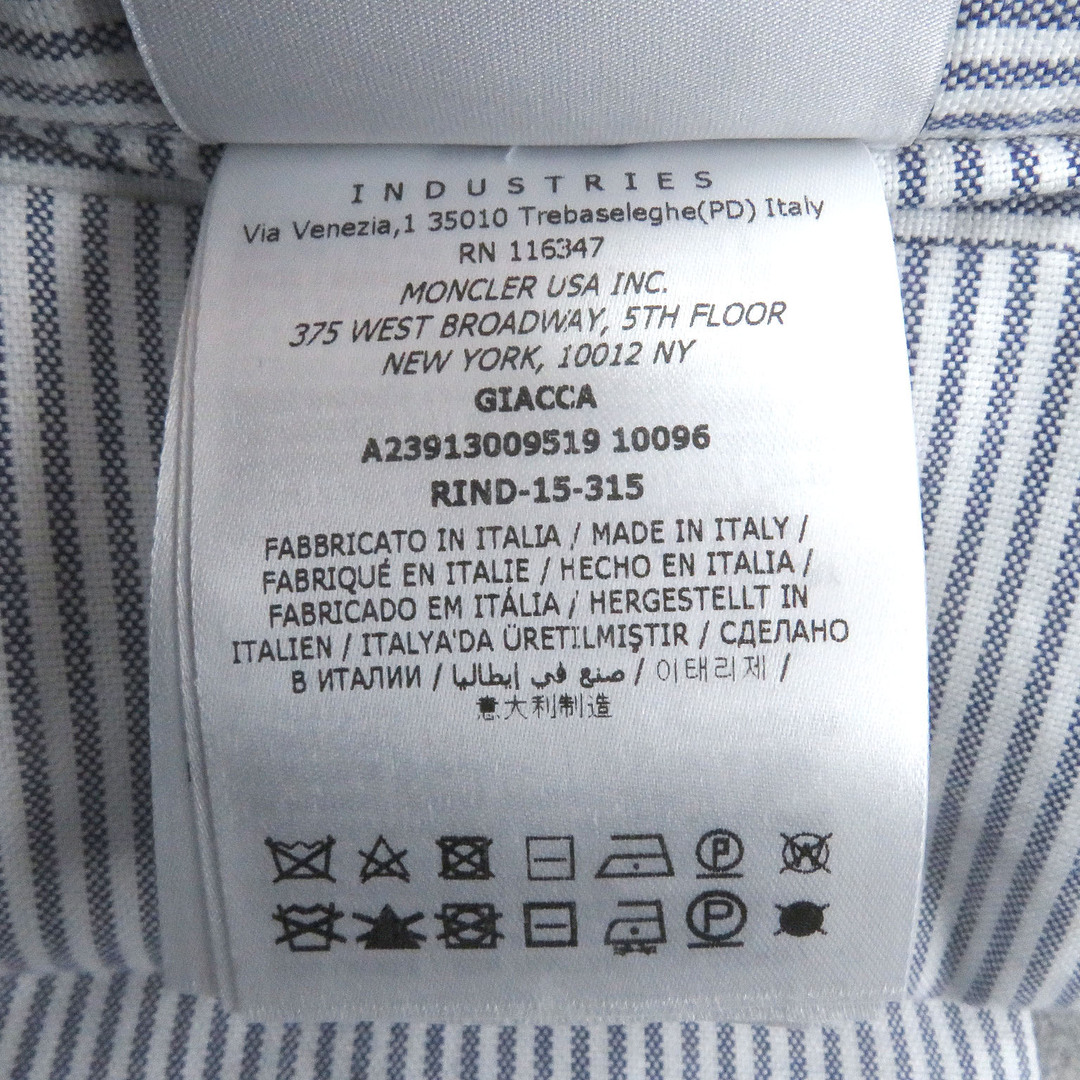 INDUSTRIES
Via Venezia,1 35010 Trebaseleghe(PD) Italy
RN 116347
MONCLER USA INC.
375 WEST BROADWAY, 5TH FLOOR
NEW YORK, 10012 NY
GIACCA
A23913009519 10096
RIND-15-315
FABBRICATO IN ITALIA / MADE IN ITALY /
FABRIQUÉ EN ITALIE / HECHO EN ITALIA /
FABRICADO EM ITÁLIA / HERGESTELLT IN
ITALIEN / ITALYA'DA ÜRETİLMİŞTİR / СДЕЛАНО
В ИТАЛИИ / صنع في إيطاليا / 이태리제 /
意大利制造
P W
P